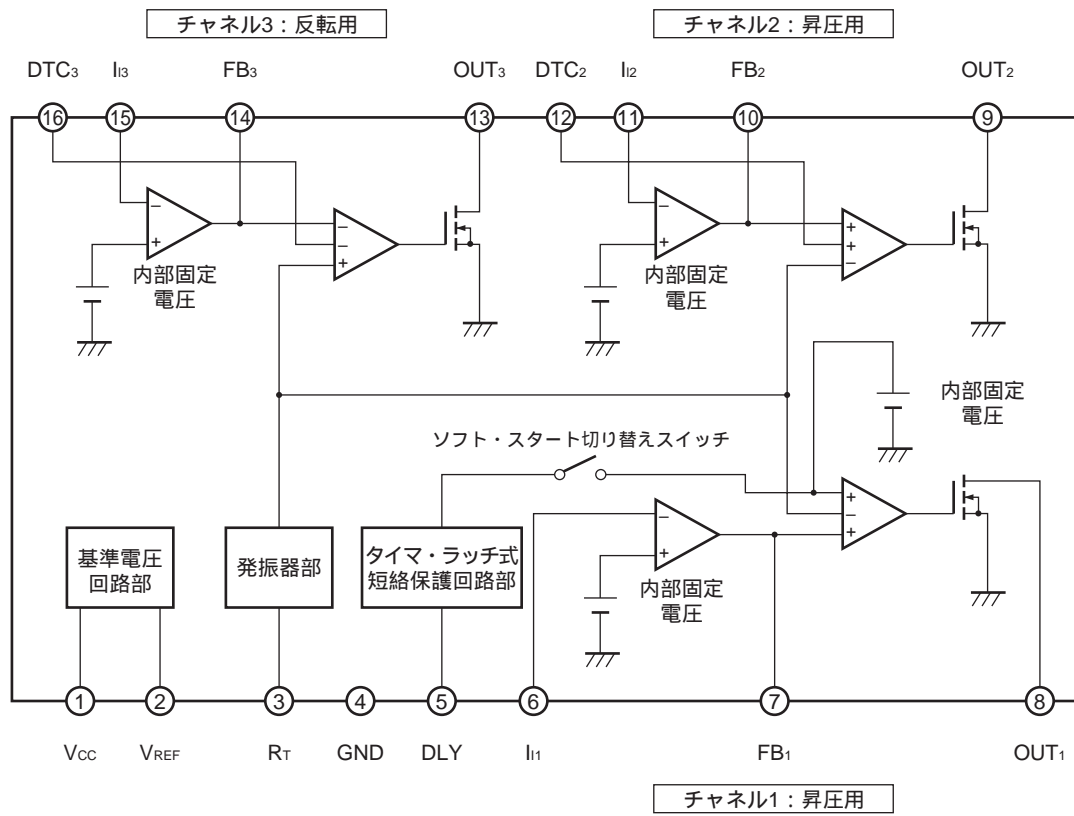 チャネル3：反転用
チャネル2：昇圧用
DTC3 II3 FB3 OUT3 DTC2 II2 FB2 OUT2
16 15 14 13 12 11 10 9
− + − − + − + + + −
内部固定
電圧
内部固定
電圧
内部固定
電圧
ソフト・スタート切り替えスイッチ
+ − +
− +
基準電圧
回路部
発振器部
タイマ・ラッチ式
短絡保護回路部
内部固定
電圧
1 2 3 4 5 6 7 8
VCC VREF RT GND DLY II1 FB1 OUT1
チャネル1：昇圧用